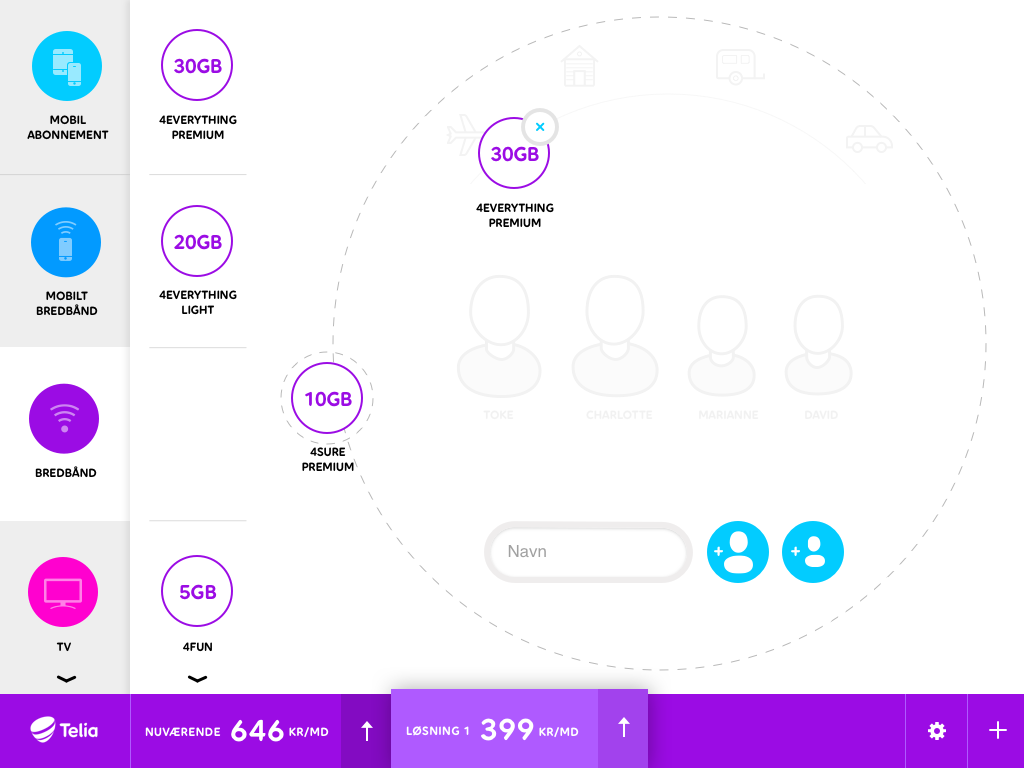 MOBIL
ABONNEMENT
MOBILT
BREDBÅND
BREDBÅND
TV
30GB
4EVERYTHING
PREMIUM
20GB
4EVERYTHING
LIGHT
10GB
4SURE
PREMIUM
5GB
4FUN
30GB
4EVERYTHING
PREMIUM
TOKE CHARLOTTE MARIANNE DAVID
Navn
Telia
NUVÆRENDE 646 KR/MD
LØSNING 1 399 KR/MD